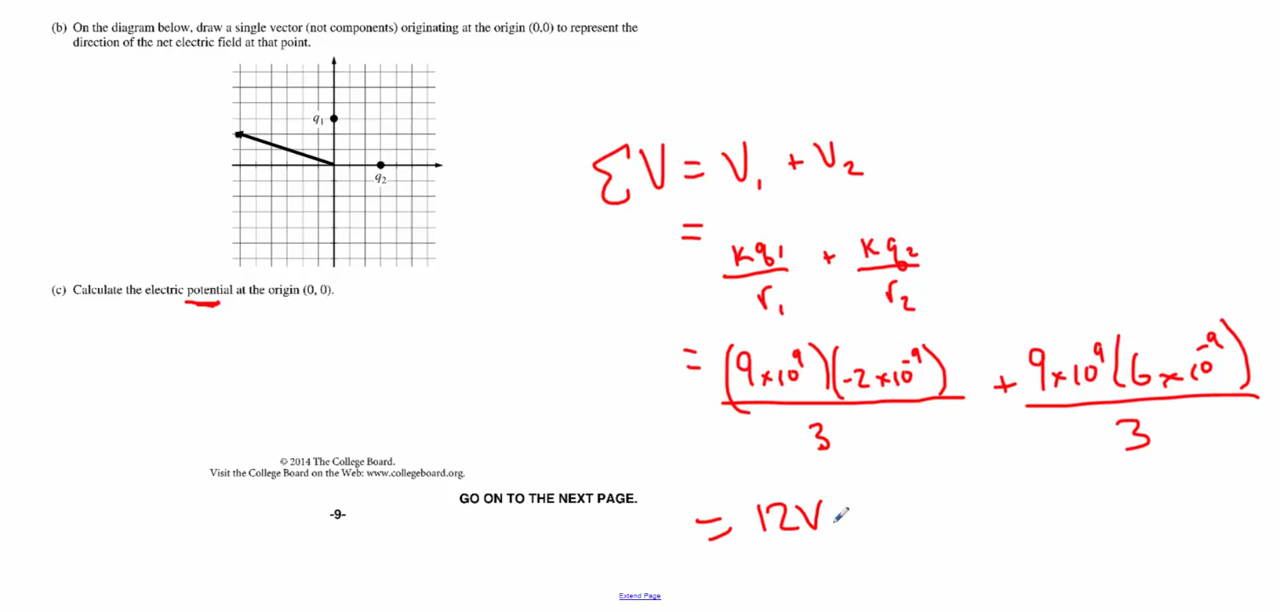 (b) On the diagram below, draw a single vector (not components) originating at the origin (0,0) to represent the
direction of the net electric field at that point.
q₁
q₂
(c) Calculate the electric potential at the origin (0, 0).
ΣV = V₁ + V₂
= kq₁/r₁ + kq₂/r₂
= (9×10⁹)(-2×10⁻⁹)/3 + 9×10⁹(6×10⁻⁹)/3
= 12V
© 2014 The College Board.
Visit the College Board on the Web: www.collegeboard.org.
GO ON TO THE NEXT PAGE.
-9-
Extend Page